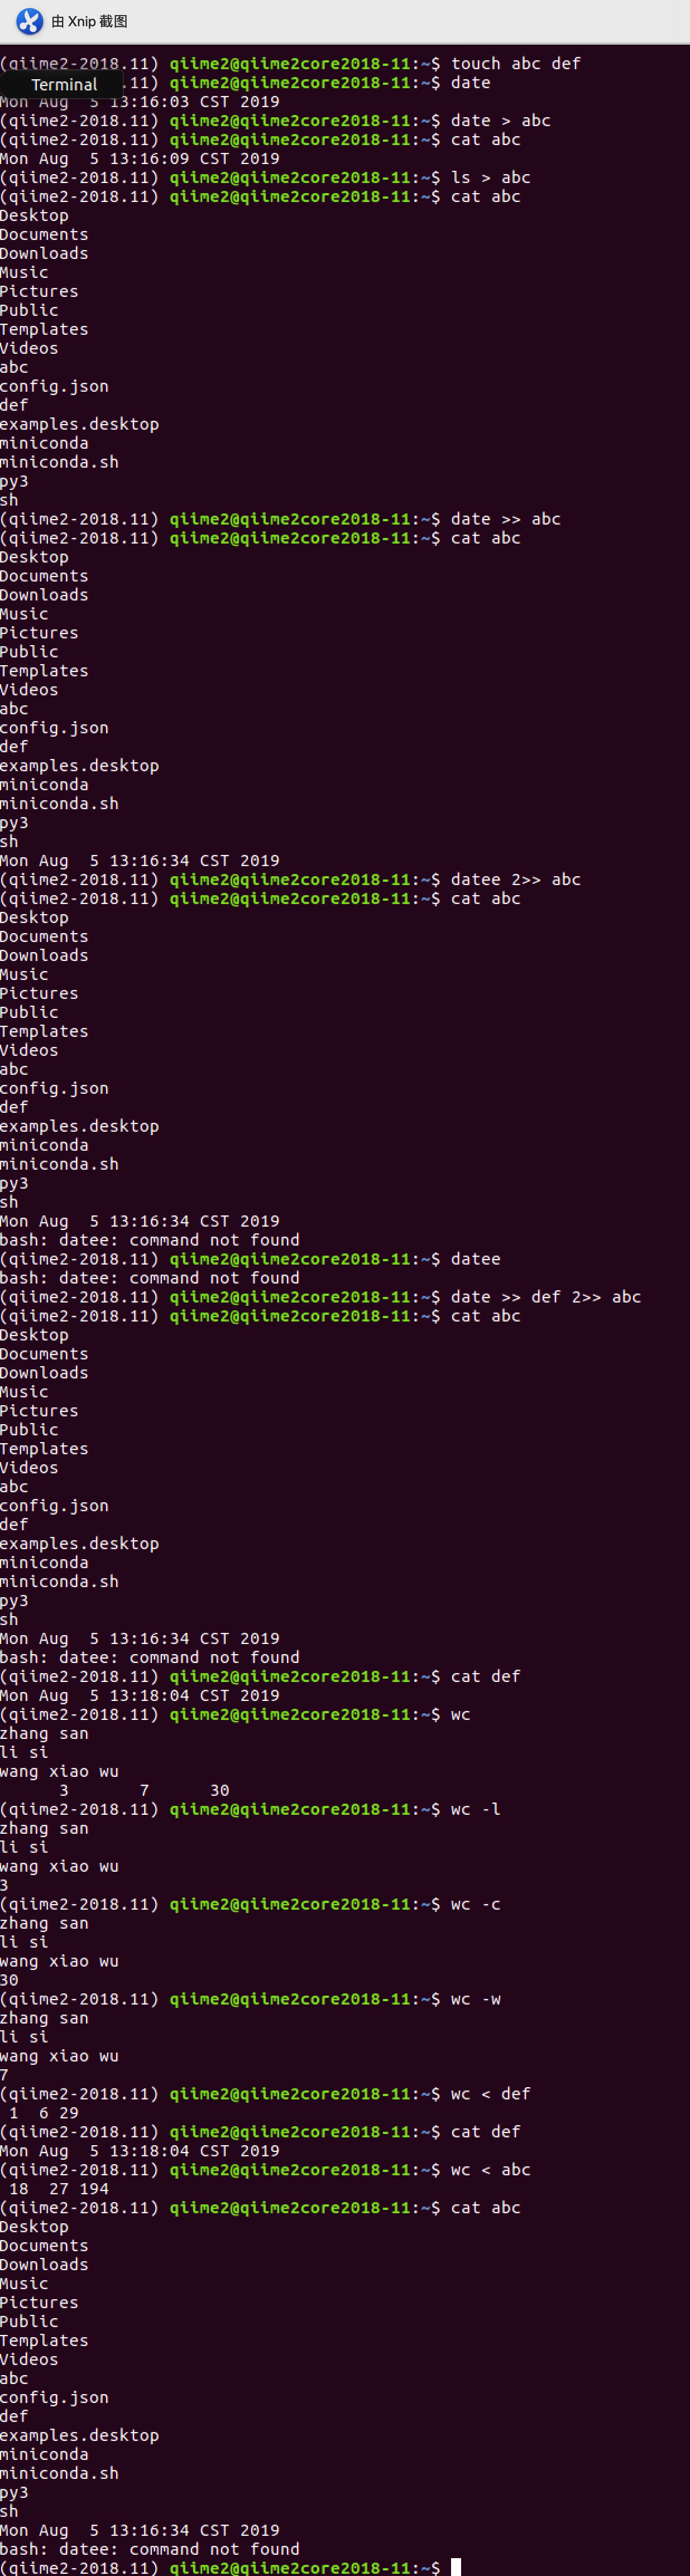 由 Xnip 截图
(qiime2-2018.11) qiime2@qiime2core2018-11:~$ touch abc def
Terminal .11) qiime2@qiime2core2018-11:~$ date
Mon Aug  5 13:16:03 CST 2019
(qiime2-2018.11) qiime2@qiime2core2018-11:~$ date > abc
(qiime2-2018.11) qiime2@qiime2core2018-11:~$ cat abc
Mon Aug  5 13:16:09 CST 2019
(qiime2-2018.11) qiime2@qiime2core2018-11:~$ ls > abc
(qiime2-2018.11) qiime2@qiime2core2018-11:~$ cat abc
Desktop
Documents
Downloads
Music
Pictures
Public
Templates
Videos
abc
config.json
def
examples.desktop
miniconda
miniconda.sh
py3
sh
(qiime2-2018.11) qiime2@qiime2core2018-11:~$ date >> abc
(qiime2-2018.11) qiime2@qiime2core2018-11:~$ cat abc
Desktop
Documents
Downloads
Music
Pictures
Public
Templates
Videos
abc
config.json
def
examples.desktop
miniconda
miniconda.sh
py3
sh
Mon Aug  5 13:16:34 CST 2019
(qiime2-2018.11) qiime2@qiime2core2018-11:~$ datee 2>> abc
(qiime2-2018.11) qiime2@qiime2core2018-11:~$ cat abc
Desktop
Documents
Downloads
Music
Pictures
Public
Templates
Videos
abc
config.json
def
examples.desktop
miniconda
miniconda.sh
py3
sh
Mon Aug  5 13:16:34 CST 2019
bash: datee: command not found
(qiime2-2018.11) qiime2@qiime2core2018-11:~$ datee
bash: datee: command not found
(qiime2-2018.11) qiime2@qiime2core2018-11:~$ date >> def 2>> abc
(qiime2-2018.11) qiime2@qiime2core2018-11:~$ cat abc
Desktop
Documents
Downloads
Music
Pictures
Public
Templates
Videos
abc
config.json
def
examples.desktop
miniconda
miniconda.sh
py3
sh
Mon Aug  5 13:16:34 CST 2019
bash: datee: command not found
(qiime2-2018.11) qiime2@qiime2core2018-11:~$ cat def
Mon Aug  5 13:18:04 CST 2019
(qiime2-2018.11) qiime2@qiime2core2018-11:~$ wc
zhang san
li si
wang xiao wu
      3       7      30
(qiime2-2018.11) qiime2@qiime2core2018-11:~$ wc -l
zhang san
li si
wang xiao wu
3
(qiime2-2018.11) qiime2@qiime2core2018-11:~$ wc -c
zhang san
li si
wang xiao wu
30
(qiime2-2018.11) qiime2@qiime2core2018-11:~$ wc -w
zhang san
li si
wang xiao wu
7
(qiime2-2018.11) qiime2@qiime2core2018-11:~$ wc < def
 1  6 29
(qiime2-2018.11) qiime2@qiime2core2018-11:~$ cat def
Mon Aug  5 13:18:04 CST 2019
(qiime2-2018.11) qiime2@qiime2core2018-11:~$ wc < abc
 18  27 194
(qiime2-2018.11) qiime2@qiime2core2018-11:~$ cat abc
Desktop
Documents
Downloads
Music
Pictures
Public
Templates
Videos
abc
config.json
def
examples.desktop
miniconda
miniconda.sh
py3
sh
Mon Aug  5 13:16:34 CST 2019
bash: datee: command not found
(qiime2-2018.11) qiime2@qiime2core2018-11:~$